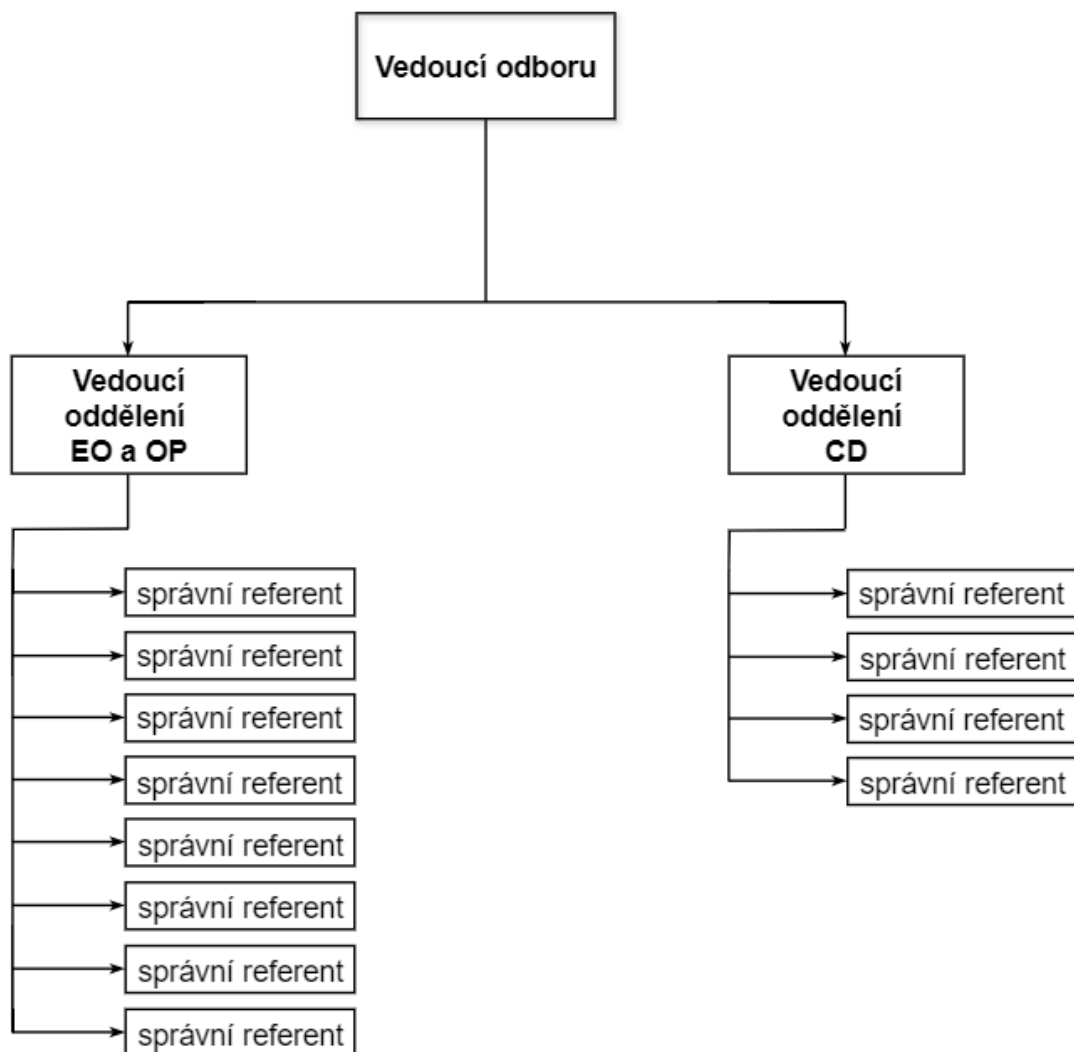 Vedoucí odboru
Vedoucí
oddělení
EO a OP
správní referent
správní referent
správní referent
správní referent
správní referent
správní referent
správní referent
správní referent
Vedoucí
oddělení
CD
správní referent
správní referent
správní referent
správní referent